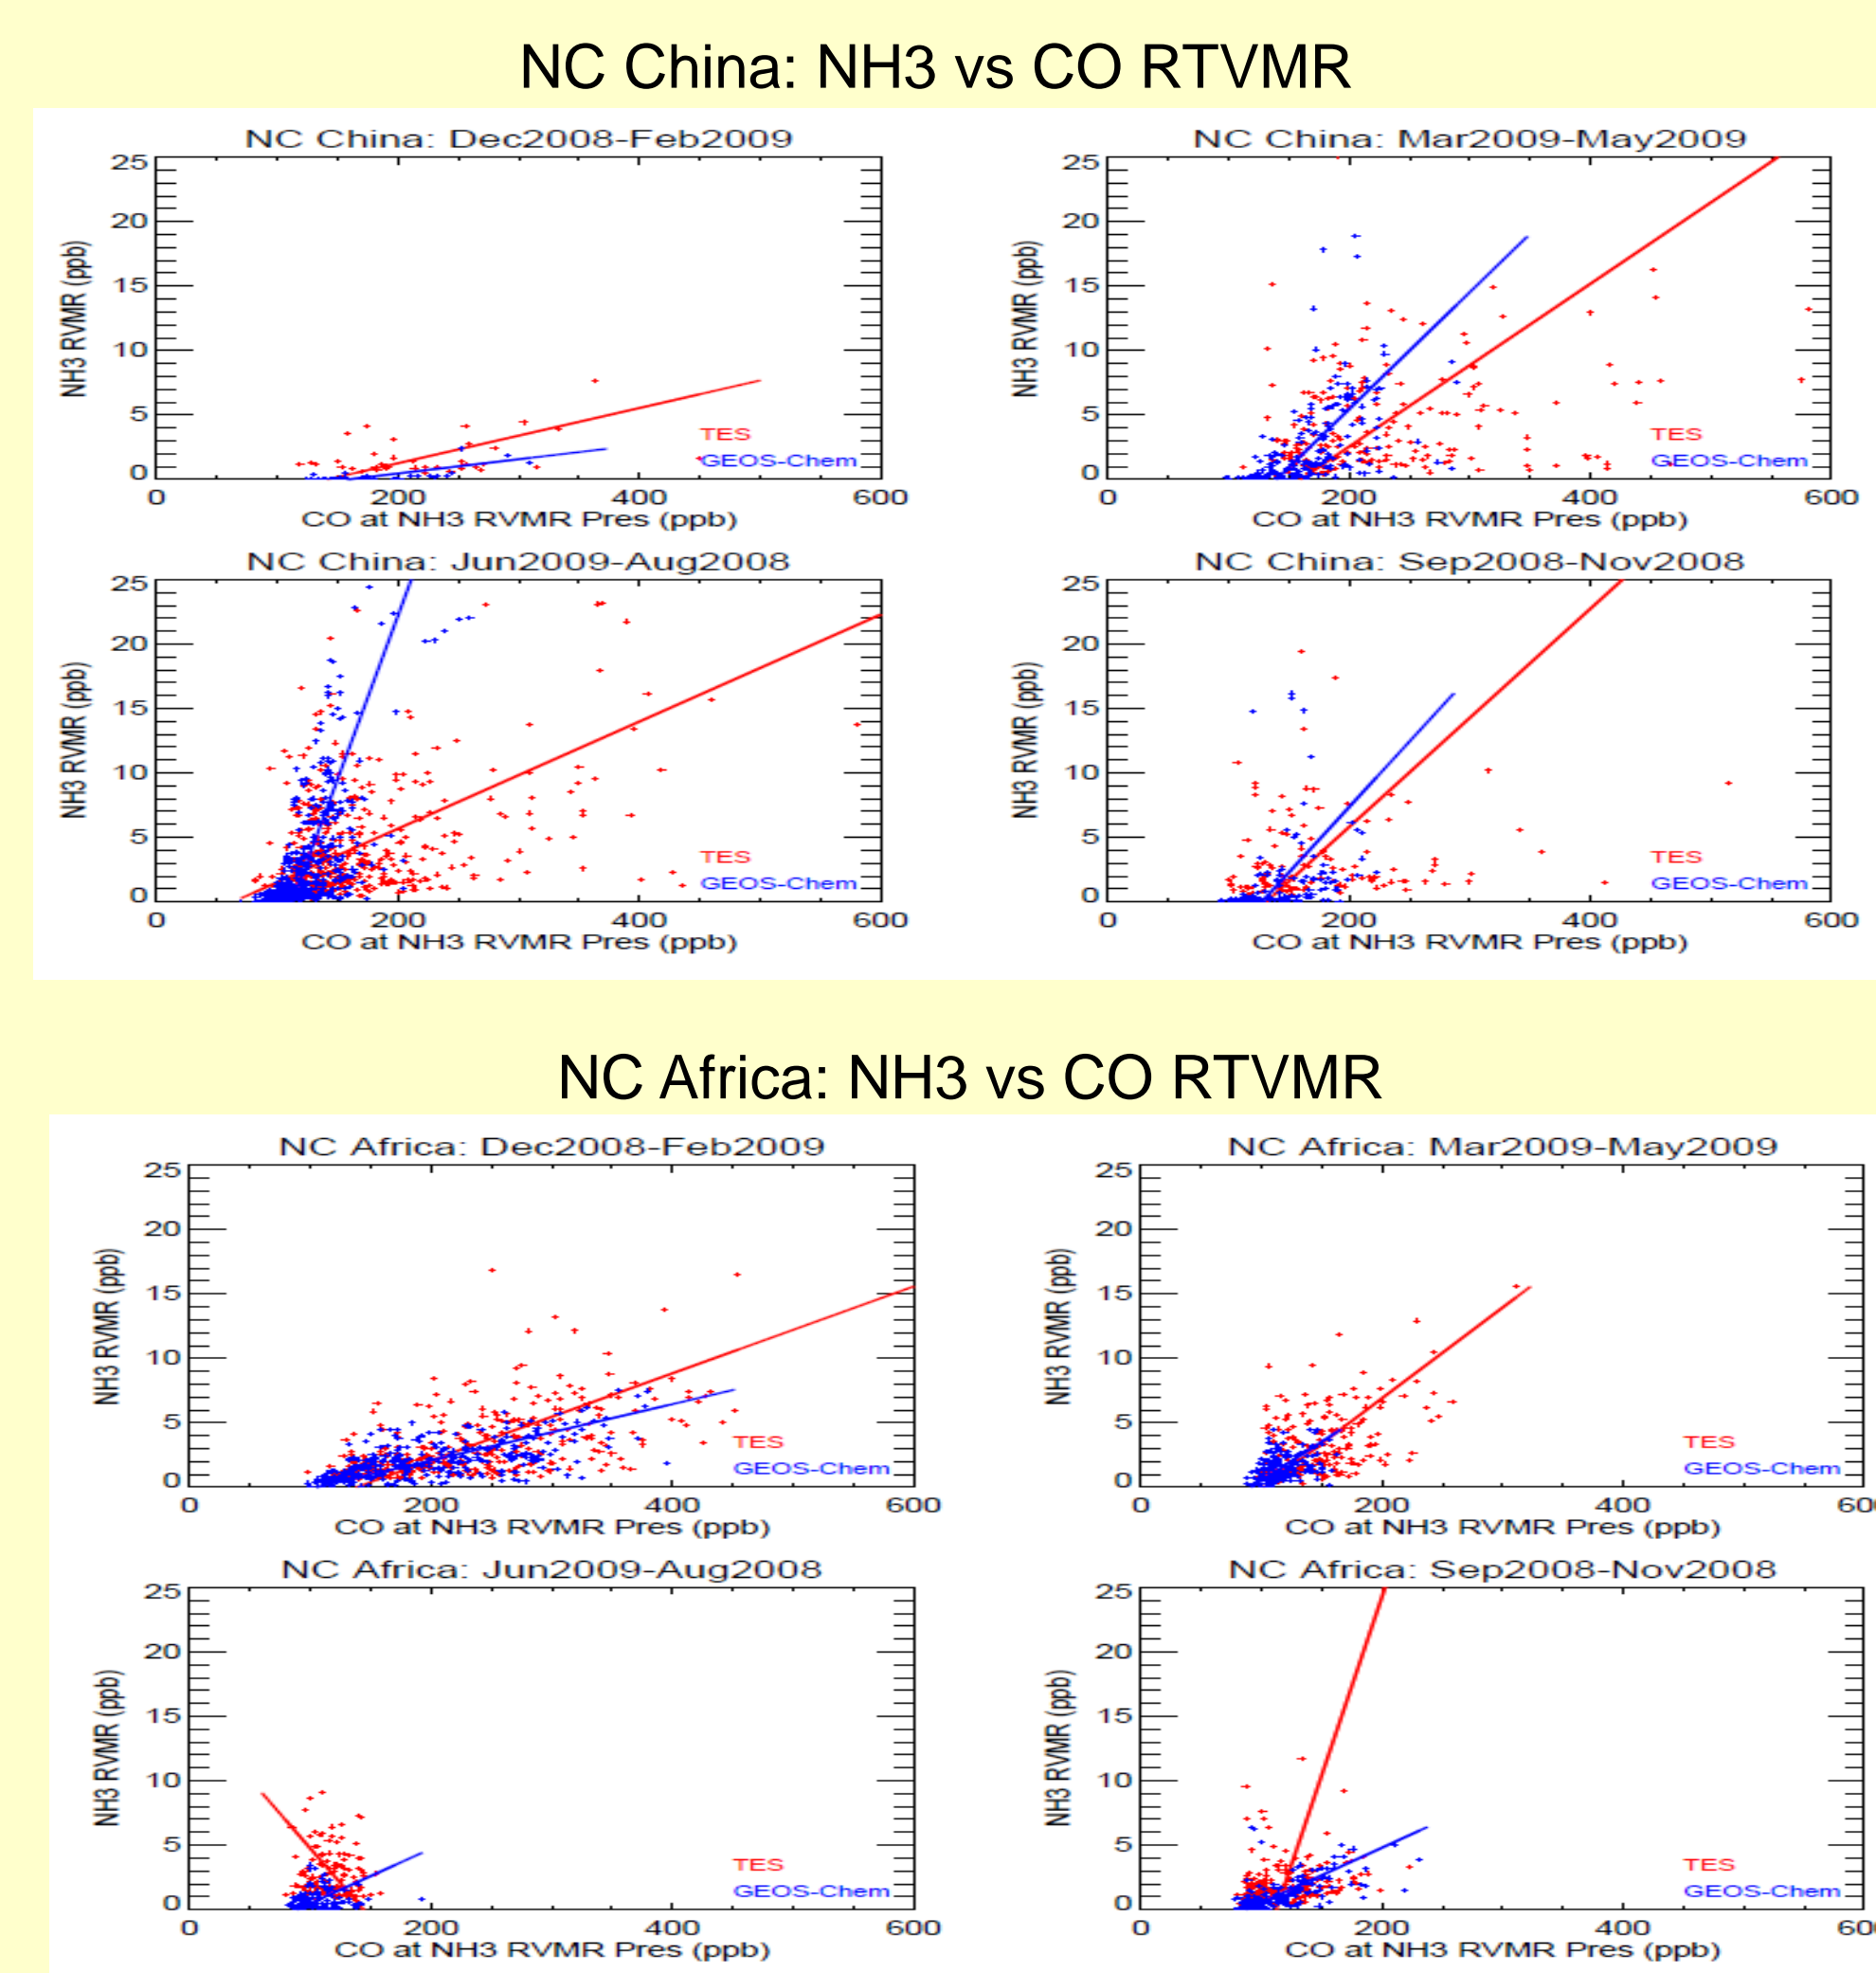 NC China: NH3 vs CO RTVMR
NC China: Dec2008-Feb2009
25
20
15
10
5
0
NH3 RVMR (ppb)
TES
GEOS-Chem
0 200 400 600
CO at NH3 RVMR Pres (ppb)
NC China: Mar2009-May2009
25
20
15
10
5
0
NH3 RVMR (ppb)
TES
GEOS-Chem
0 200 400 600
CO at NH3 RVMR Pres (ppb)
NC China: Jun2009-Aug2008
25
20
15
10
5
0
NH3 RVMR (ppb)
TES
GEOS-Chem
0 200 400 600
CO at NH3 RVMR Pres (ppb)
NC China: Sep2008-Nov2008
25
20
15
10
5
0
NH3 RVMR (ppb)
TES
GEOS-Chem
0 200 400 600
CO at NH3 RVMR Pres (ppb)
NC Africa: NH3 vs CO RTVMR
NC Africa: Dec2008-Feb2009
25
20
15
10
5
0
NH3 RVMR (ppb)
TES
GEOS-Chem
0 200 400 600
CO at NH3 RVMR Pres (ppb)
NC Africa: Mar2009-May2009
25
20
15
10
5
0
NH3 RVMR (ppb)
TES
GEOS-Chem
0 200 400 60
CO at NH3 RVMR Pres (ppb)
NC Africa: Jun2009-Aug2008
25
20
15
10
5
0
NH3 RVMR (ppb)
TES
GEOS-Chem
0 200 400 600
CO at NH3 RVMR Pres (ppb)
NC Africa: Sep2008-Nov2008
25
20
15
10
5
0
NH3 RVMR (ppb)
TES
GEOS-Chem
0 200 400 60
CO at NH3 RVMR Pres (ppb)